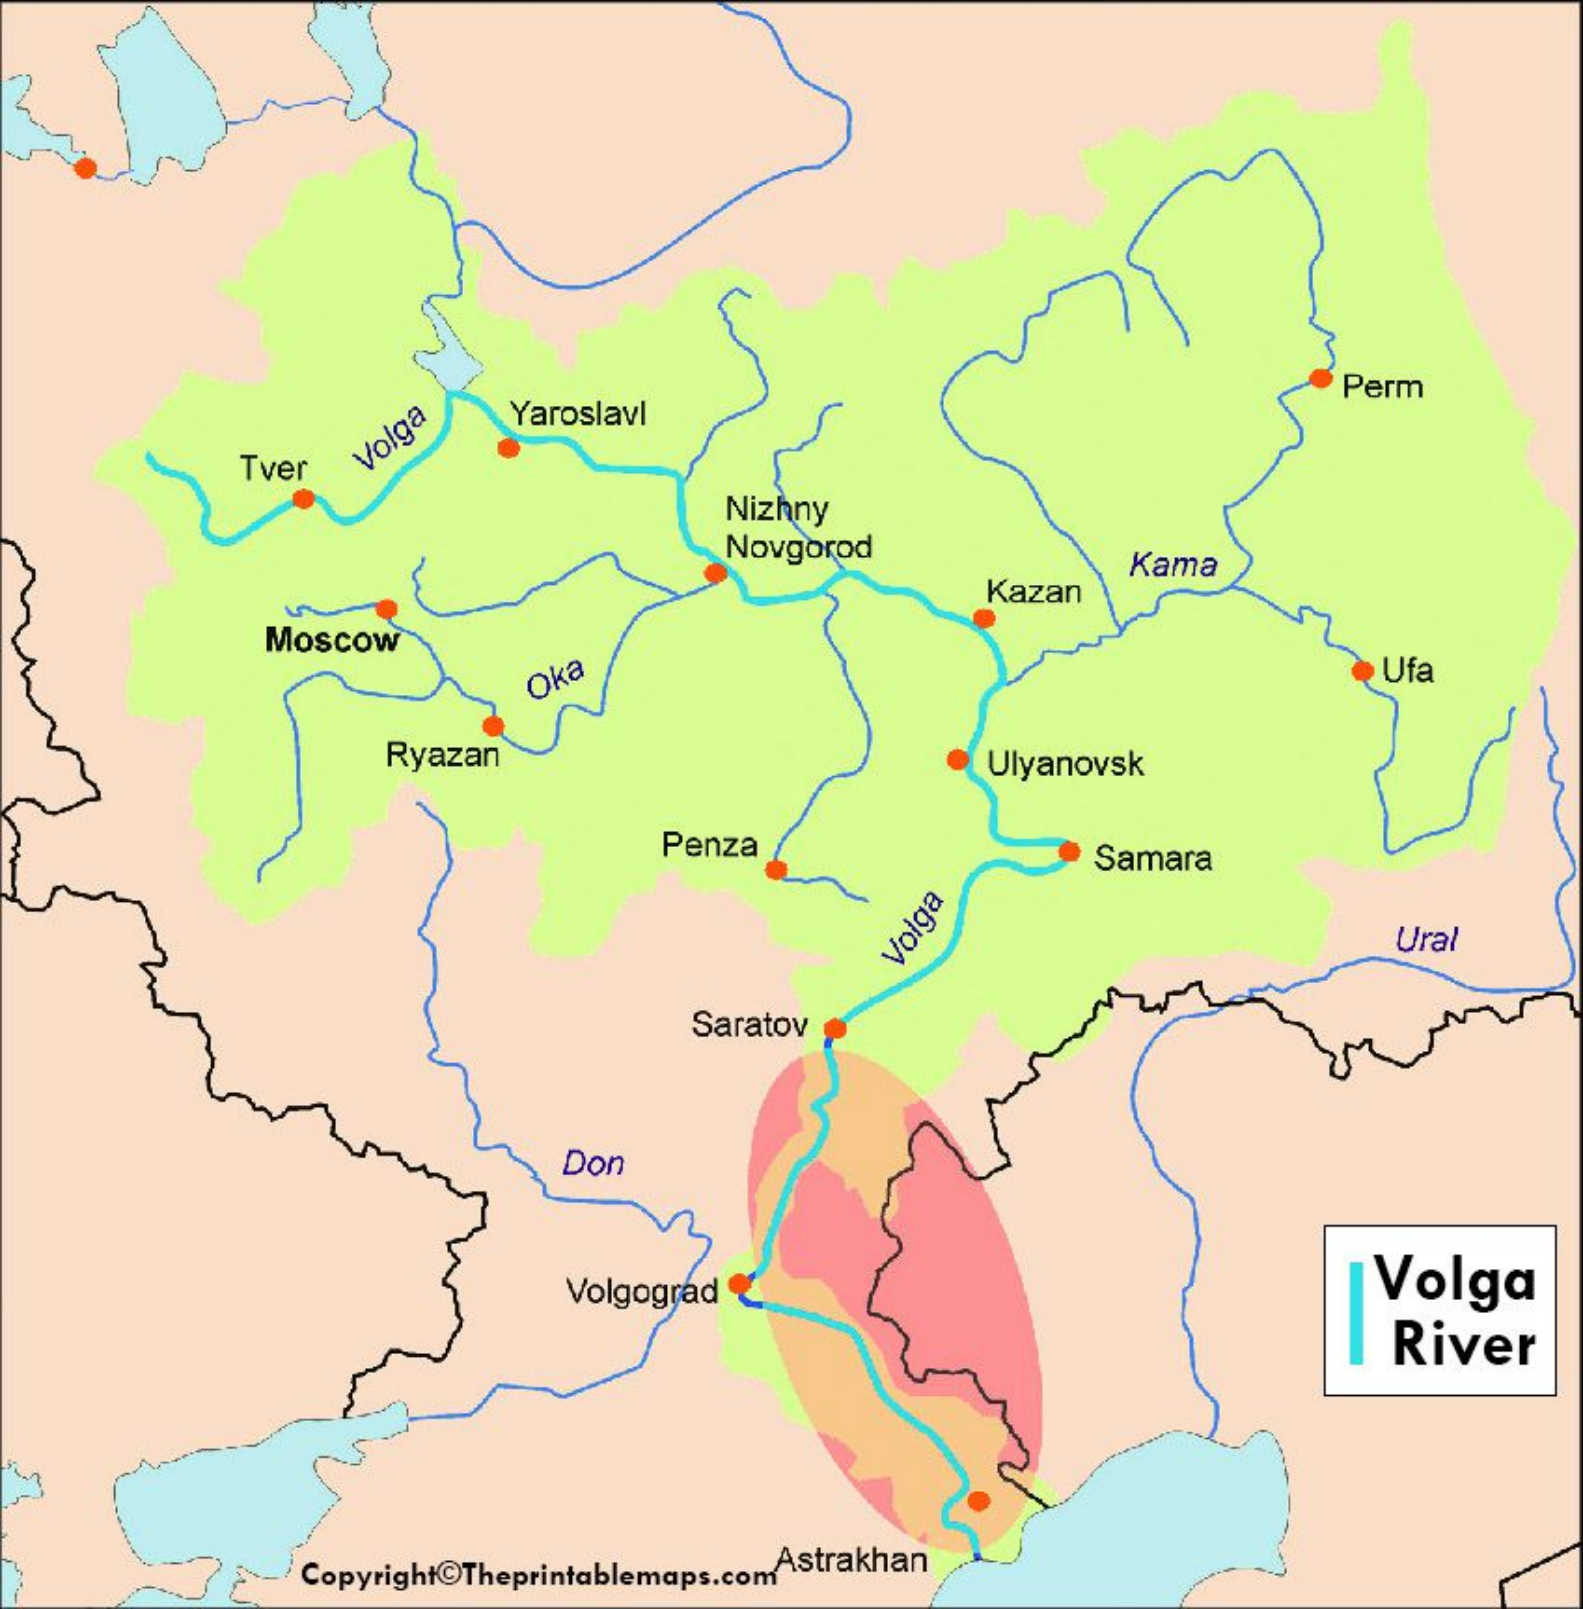 Yaroslavl
Volga
Tver
Perm
Nizhny
Novgorod
Kama
Kazan
Moscow
Oka
Ufa
Ryazan
Ulyanovsk
Penza
Samara
Volga
Ural
Saratov
Don
Volgograd
Volga
River
Astrakhan
Copyright©Theprintablemaps.com